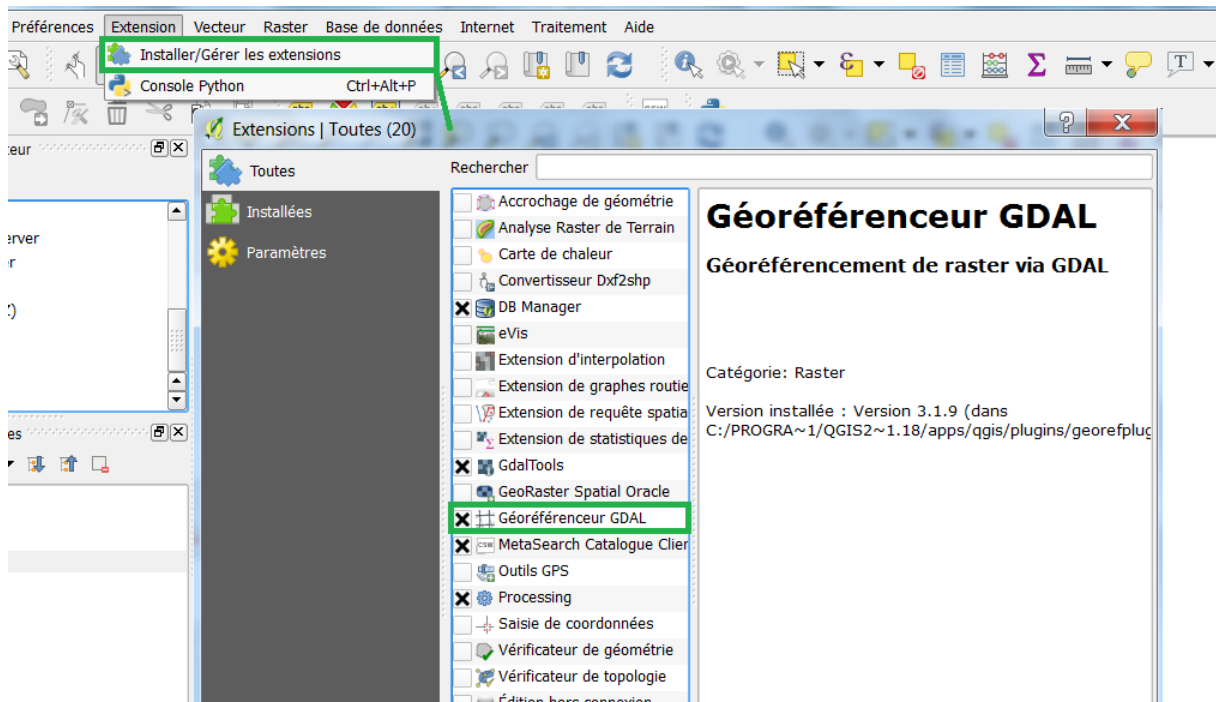 Préférences Extension Vecteur Raster Base de données Internet Traitement Aide
Installer/Gérer les extensions
Console Python Ctrl+Alt+P
Extensions | Toutes (20)
Toutes
Installées
Paramètres
Rechercher
Accrochage de géométrie
Analyse Raster de Terrain
Carte de chaleur
Convertisseur Dxf2shp
DB Manager
eVis
Extension d'interpolation
Extension de graphes routie
Extension de requête spatia
Extension de statistiques de
GdalTools
GeoRaster Spatial Oracle
Géoréférenceur GDAL
CSW MetaSearch Catalogue Clier
Outils GPS
Processing
Saisie de coordonnées
Vérificateur de géométrie
Vérificateur de topologie
Édition hors connexion
Géoréférenceur GDAL
Géoréférencement de raster via GDAL
Catégorie: Raster
Version installée : Version 3.1.9 (dans
C:/PROGRA~1/QGIS2~1.18/apps/qgis/plugins/georefplug